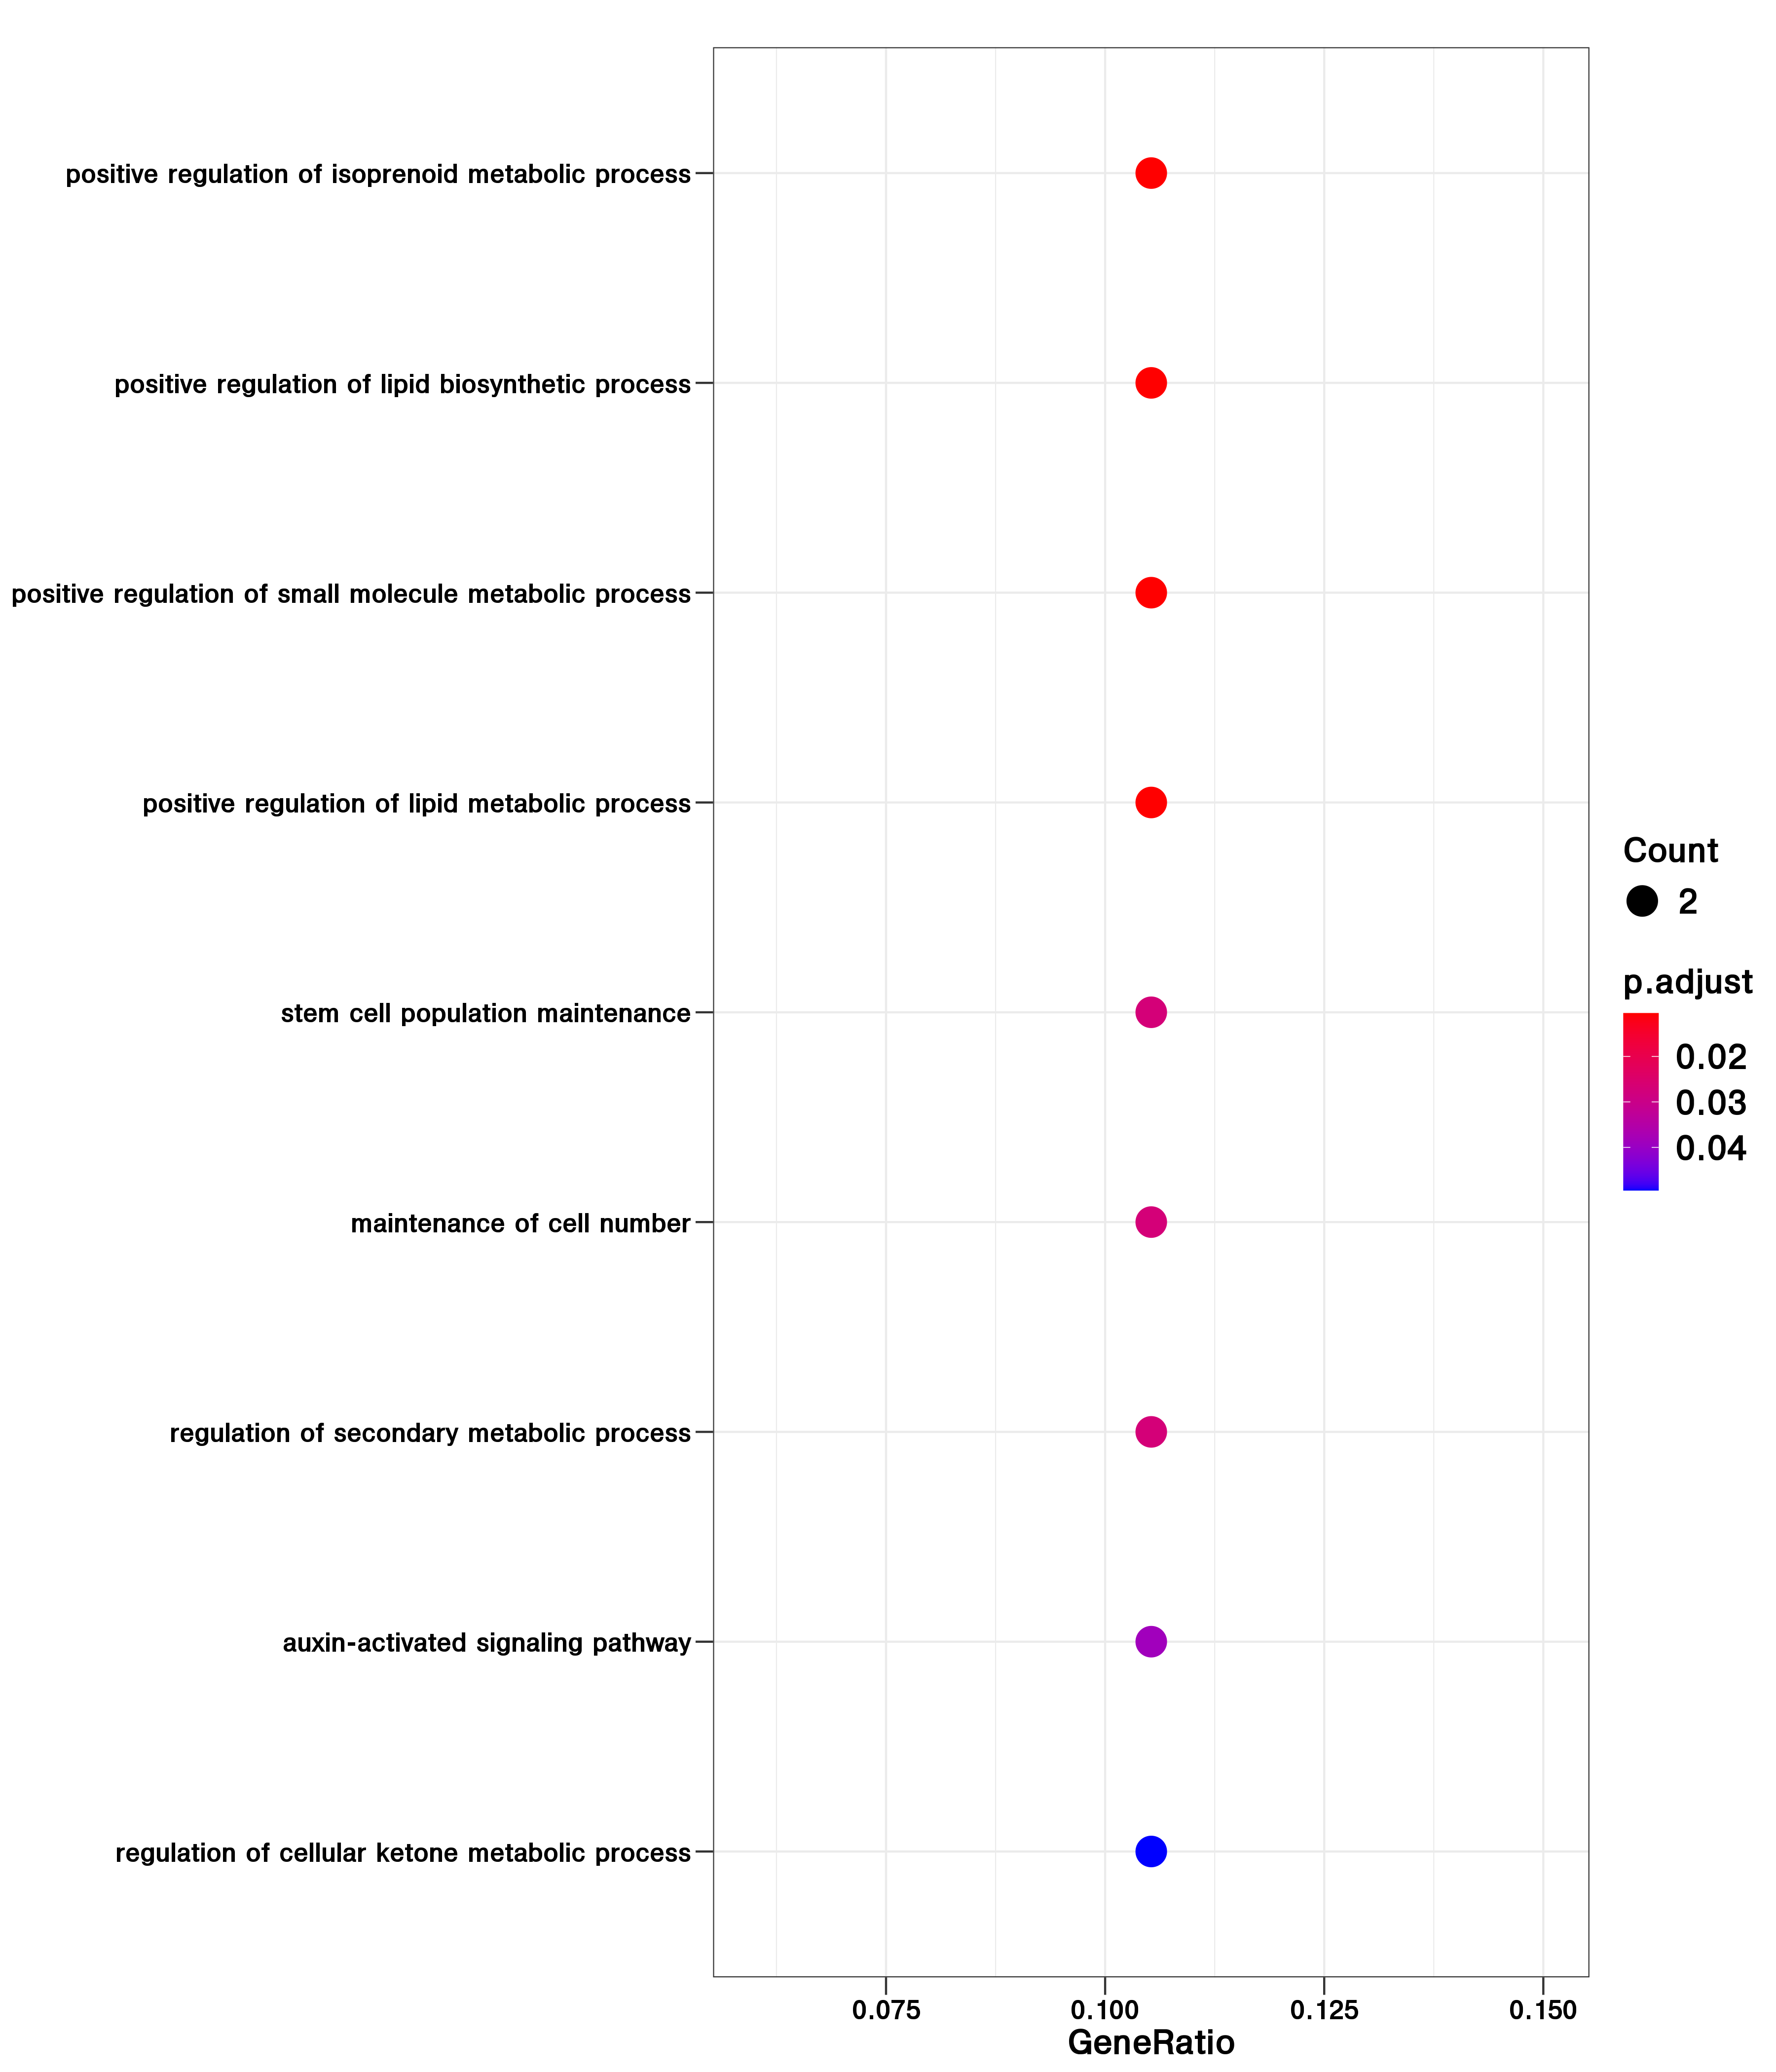 positive regulation of isoprenoid metabolic process
positive regulation of lipid biosynthetic process
positive regulation of small molecule metabolic process
positive regulation of lipid metabolic process
stem cell population maintenance
maintenance of cell number
regulation of secondary metabolic process
auxin-activated signaling pathway
regulation of cellular ketone metabolic process
0.075 0.100 0.125 0.150
GeneRatio
Count
2
p.adjust
0.02
0.03
0.04